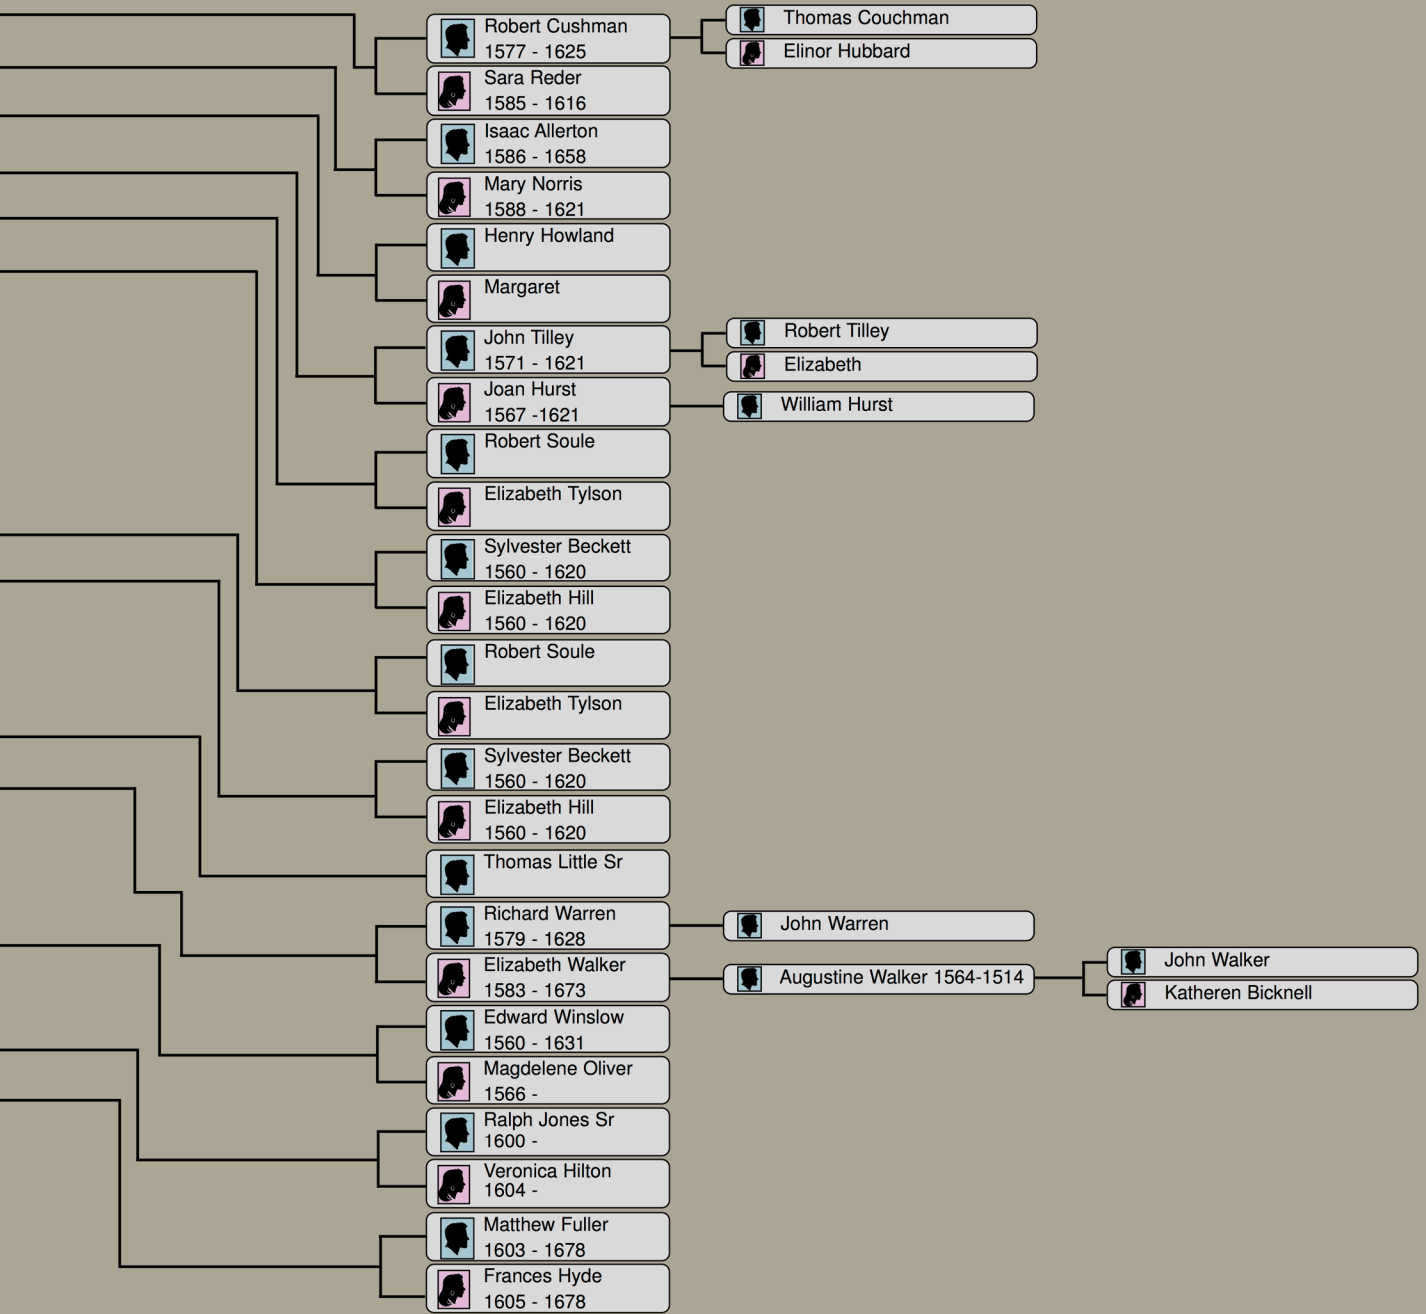 Robert Cushman
1577 - 1625
Thomas Couchman
Elinor Hubbard
Sara Reder
1585 - 1616
Isaac Allerton
1586 - 1658
Mary Norris
1588 - 1621
Henry Howland
Margaret
John Tilley
1571 - 1621
Robert Tilley
Elizabeth
Joan Hurst
1567 -1621
William Hurst
Robert Soule
Elizabeth Tylson
Sylvester Beckett
1560 - 1620
Elizabeth Hill
1560 - 1620
Robert Soule
Elizabeth Tylson
Sylvester Beckett
1560 - 1620
Elizabeth Hill
1560 - 1620
Thomas Little Sr
Richard Warren
1579 - 1628
John Warren
Elizabeth Walker
1583 - 1673
Augustine Walker 1564-1514
John Walker
Katheren Bicknell
Edward Winslow
1560 - 1631
Magdelene Oliver
1566 -
Ralph Jones Sr
1600 -
Veronica Hilton
1604 -
Matthew Fuller
1603 - 1678
Frances Hyde
1605 - 1678